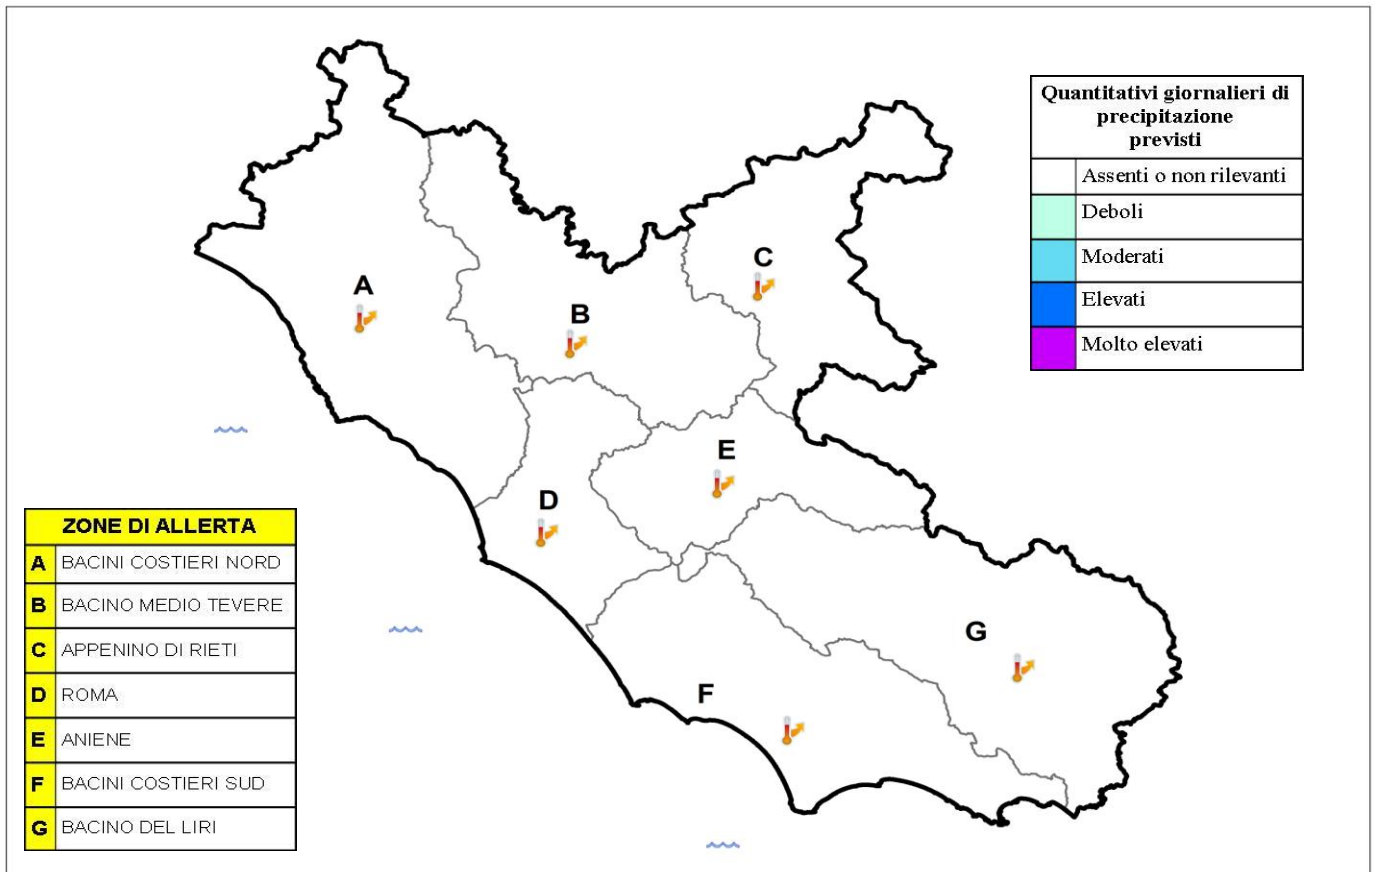 Quantitativi giornalieri di
precipitazione
previsti
Assenti o non rilevanti
Deboli
Moderati
Elevati
Molto elevati
A
B
C
D
E
F
G
ZONE DI ALLERTA
A BACINI COSTIERI NORD
B BACINO MEDIO TEVERE
C APPENINO DI RIETI
D ROMA
E ANIENE
F BACINI COSTIERI SUD
G BACINO DEL LIRI